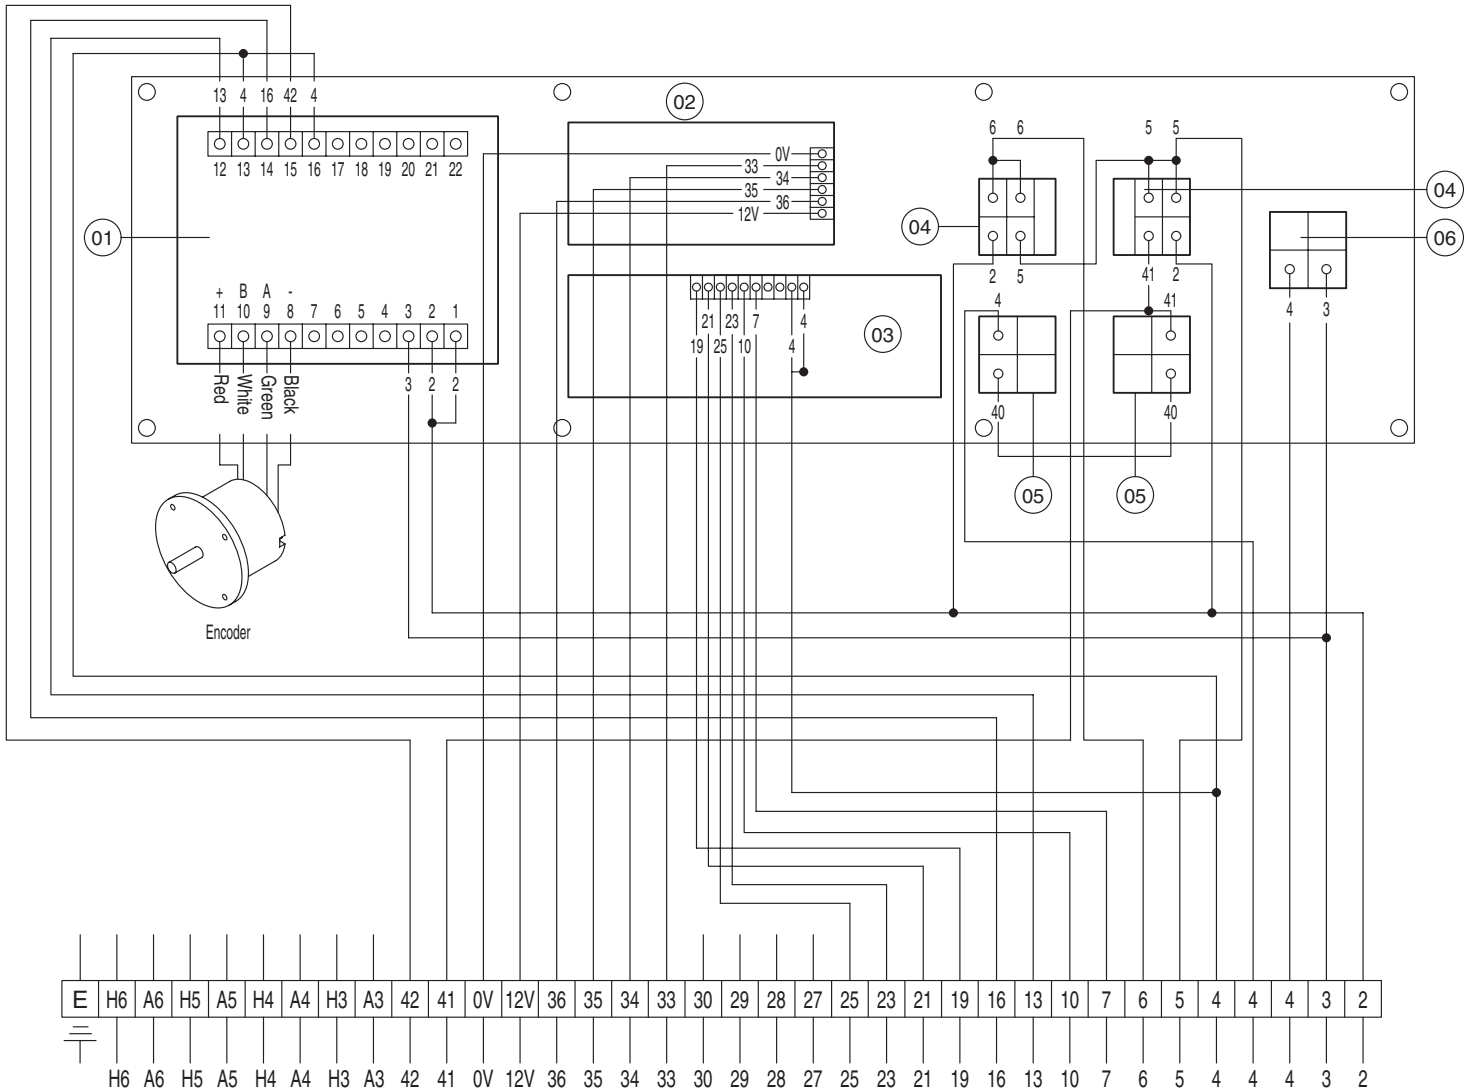 13 4 16 42 4
02
0V
33
34
35
36
12V
6 6 5 5
12 13 14 15 16 17 18 19 20 21 22
04
04
01
06
2 5 41 2
+ B A -
11 10 9 8 7 6 5 4 3 2 1
21 23 7 4
19 25 10 4
03
4 41
4 3
Red White Green Black 3 2 2
40 40
05 05
Encoder
E H6 A6 H5 A5 H4 A4 H3 A3 42 41 0V 12V 36 35 34 33 30 29 28 27 25 23 21 19 16 13 10 7 6 5 4 4 4 3 2
H6 A6 H5 A5 H4 A4 H3 A3 42 41 0V 12V 36 35 34 33 30 29 28 27 25 23 21 19 16 13 10 7 6 5 4 4 4 3 2